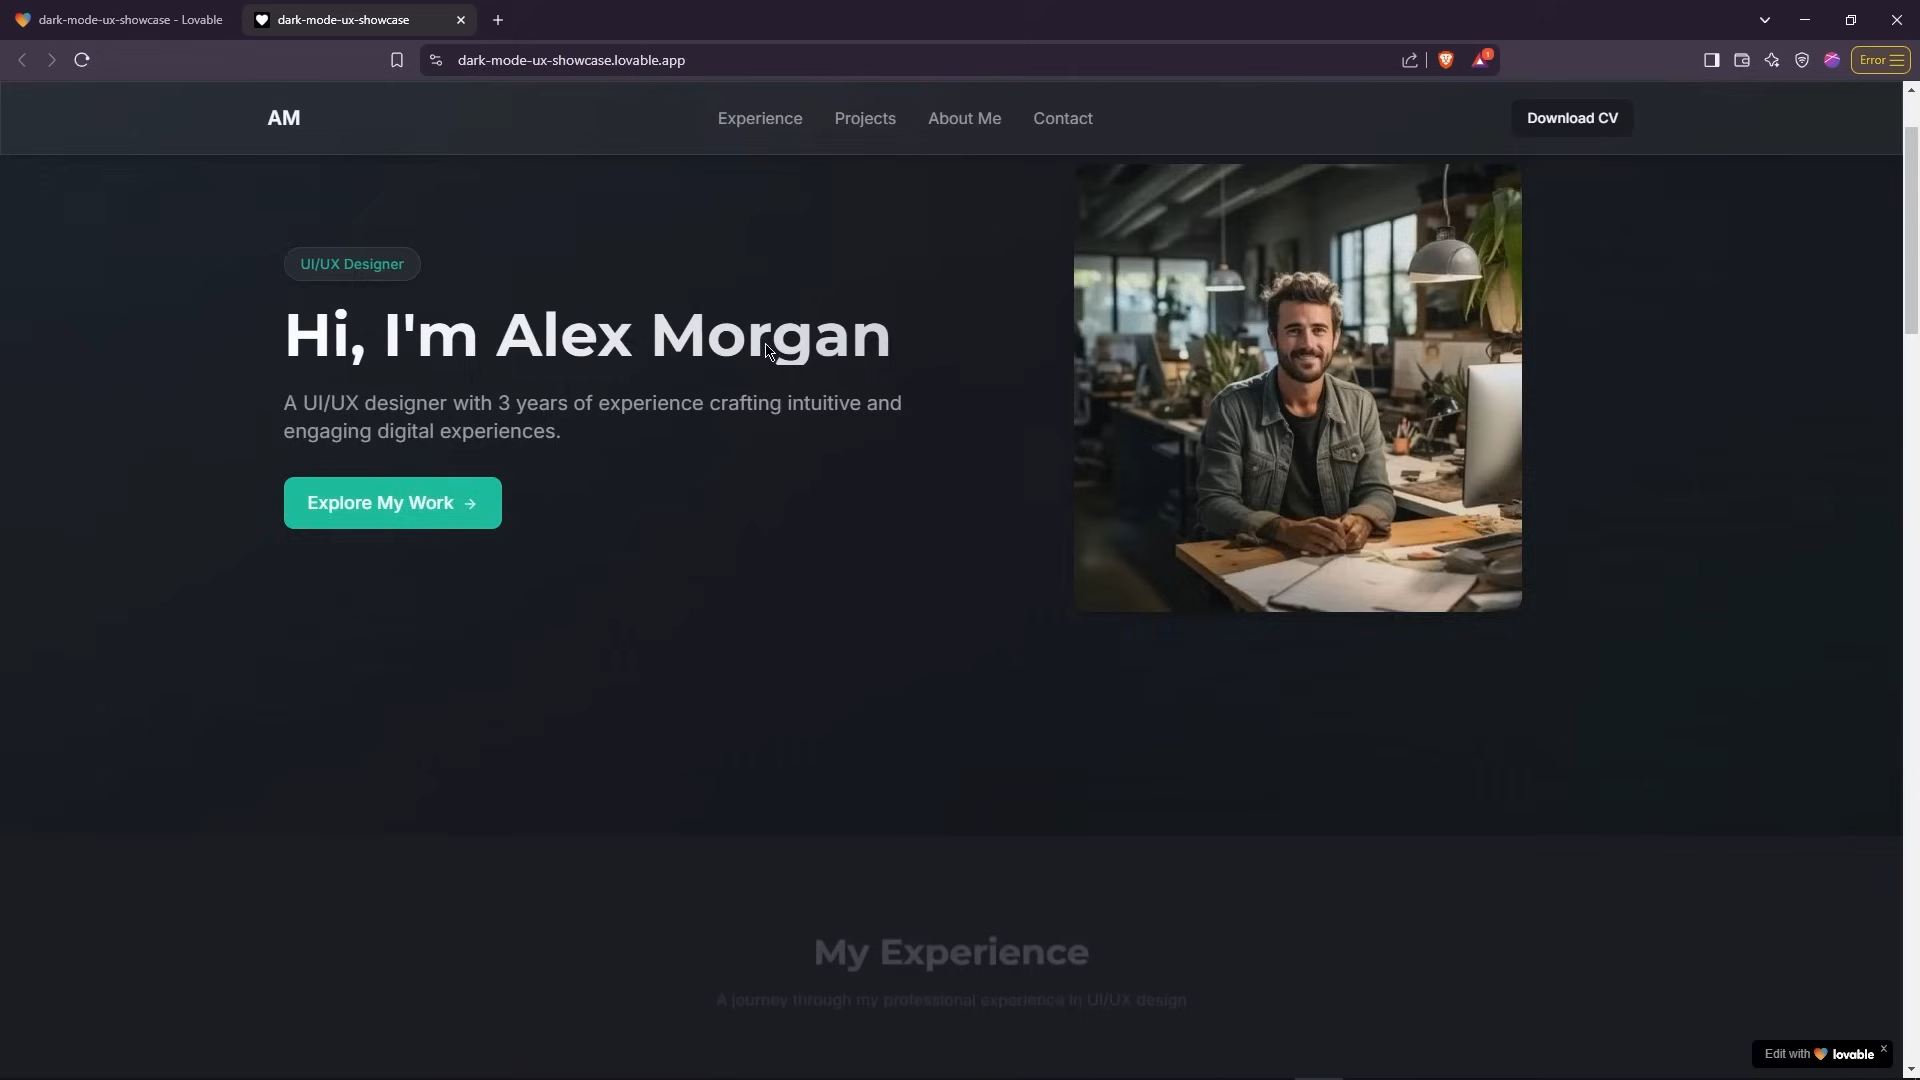 dark-mode-ux-showcase - Lovable
dark-mode-ux-showcase
dark-mode-ux-showcase.lovable.app
1
Error
AM
Experience
Projects
About Me
Contact
Download CV
UI/UX Designer
Hi, I'm Alex Morgan
A UI/UX designer with 3 years of experience crafting intuitive and
engaging digital experiences.
Explore My Work →
My Experience
A journey through my professional experience in UI/UX design
Edit with lovable